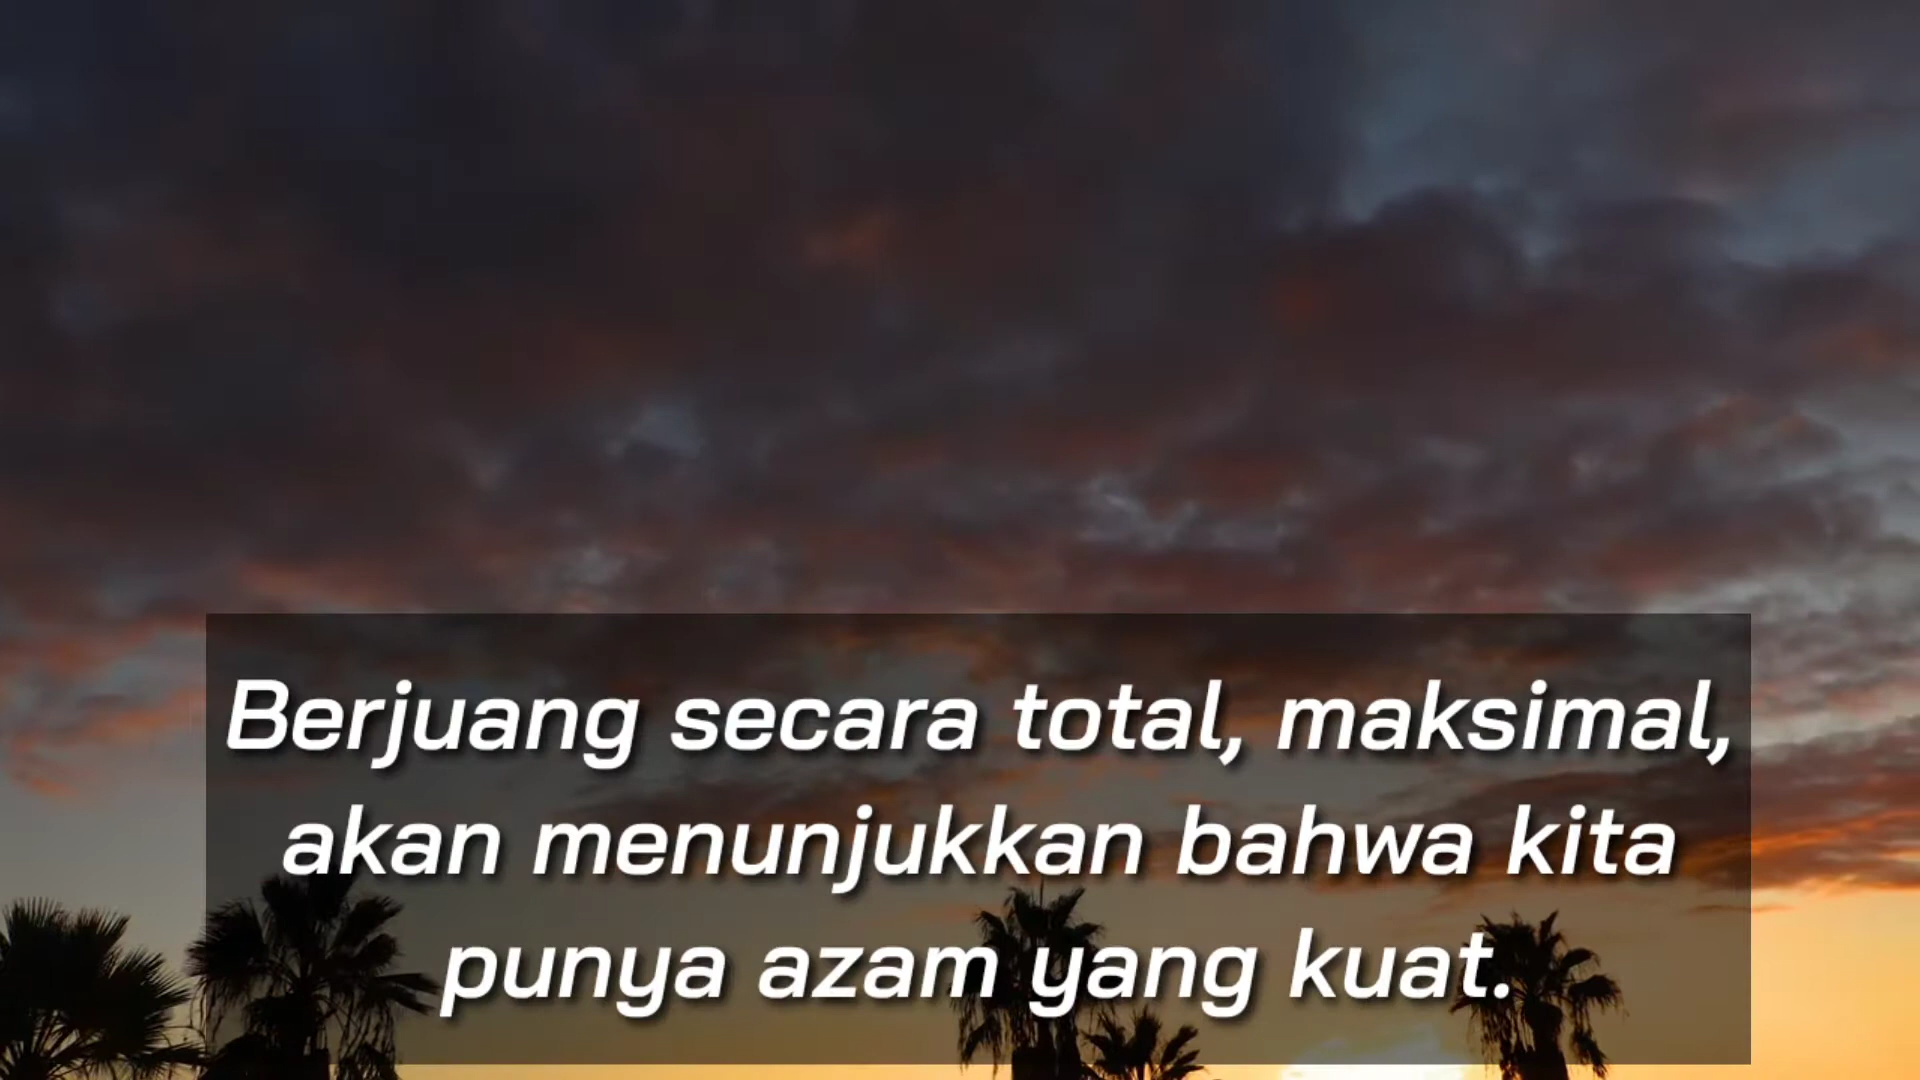 Berjuang secara total, maksimal,
akan menunjukkan bahwa kita
punya azam yang kuat.